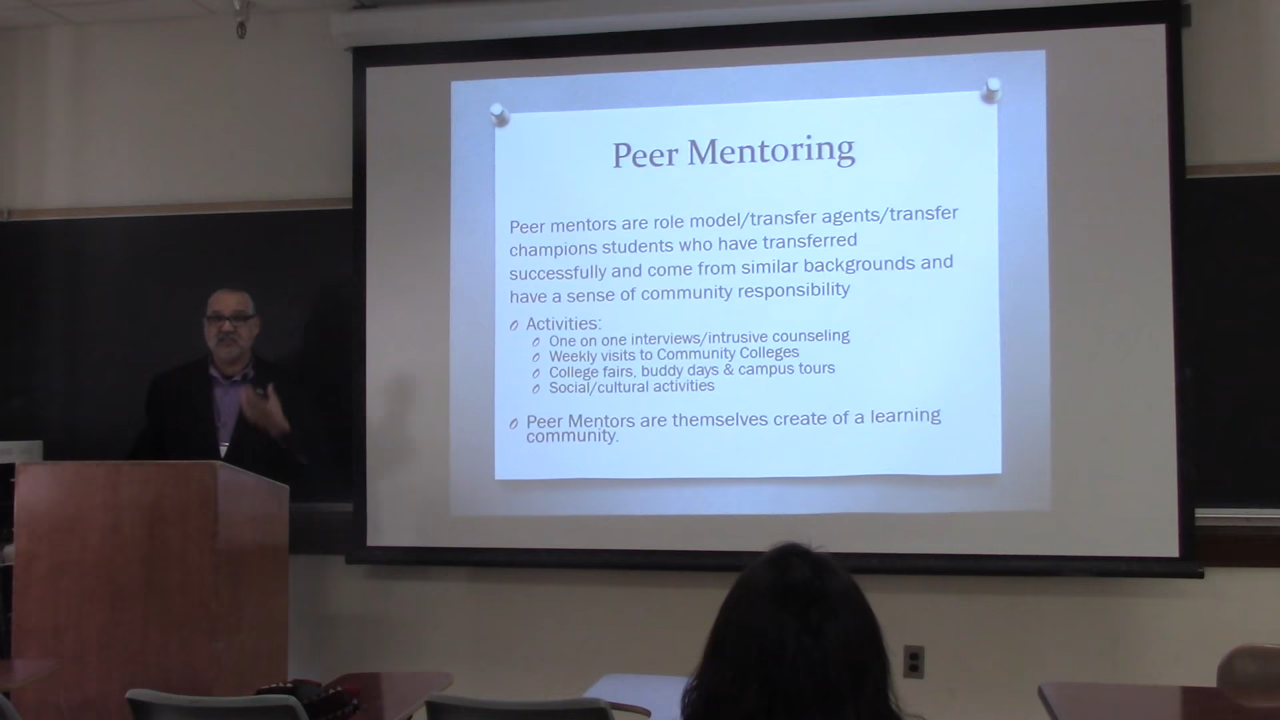 Peer Mentoring
Peer mentors are role model/transfer agents/transfer
champions students who have transferred
successfully and come from similar backgrounds and
have a sense of community responsibility
Activities:
One on one interviews/intrusive counseling
Weekly visits to Community Colleges
College fairs, buddy days & campus tours
Social/cultural activities
Peer Mentors are themselves create of a learning
community.